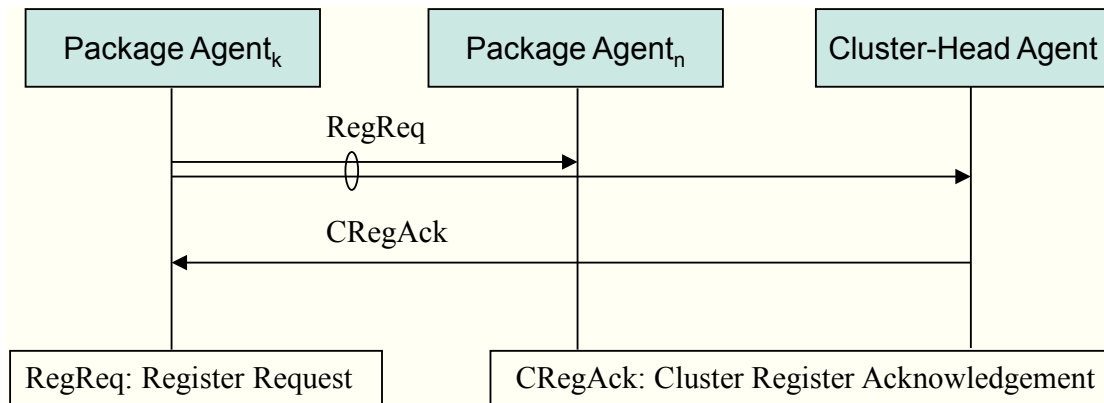 Package Agentₖ
Package Agentₙ
Cluster-Head Agent
RegReq
CRegAck
RegReq: Register Request
CRegAck: Cluster Register Acknowledgement